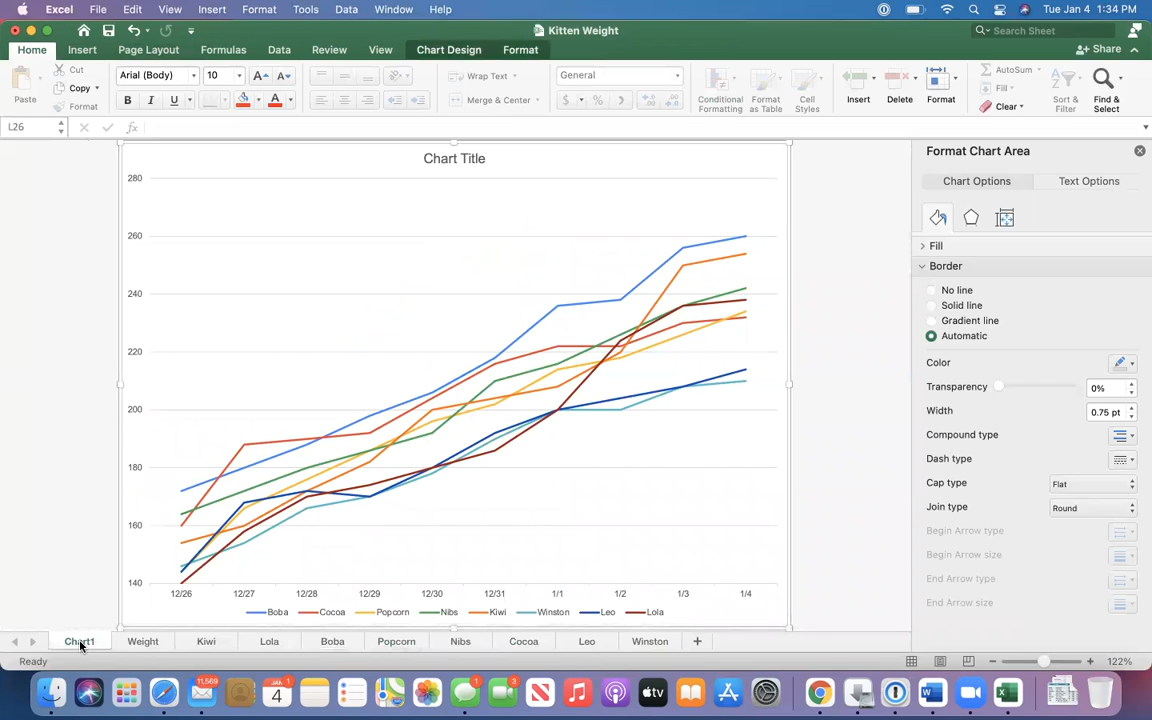 Excel File Edit View Insert Format Tools Data Window Help Tue Jan 4 1:34 PM
Kitten Weight Search Sheet
Home Insert Page Layout Formulas Data Review View Chart Design Format Share
Paste Cut Copy Format Arial (Body) 10 A A B I U A Wrap Text Merge & Center General $ % Conditional Formatting Format as Table Cell Styles Insert Delete Format AutoSum Fill Clear Sort & Filter Find & Select
L26 fx
Chart Title
280
260
240
220
200
180
160
140
12/26 12/27 12/28 12/29 12/30 12/31 1/1 1/2 1/3 1/4
Boba Cocoa Popcorn Nibs Kiwi Winston Leo Lola
Format Chart Area
Chart Options Text Options
Fill
Border
No line
Solid line
Gradient line
Automatic
Color
Transparency 0%
Width 0.75 pt
Compound type
Dash type
Cap type Flat
Join type Round
Begin Arrow type
Begin Arrow size
End Arrow type
End Arrow size
Chart1 Weight Kiwi Lola Boba Popcorn Nibs Cocoa Leo Winston +
Ready 122%
11,569 JAN 4 1 3 tv W X